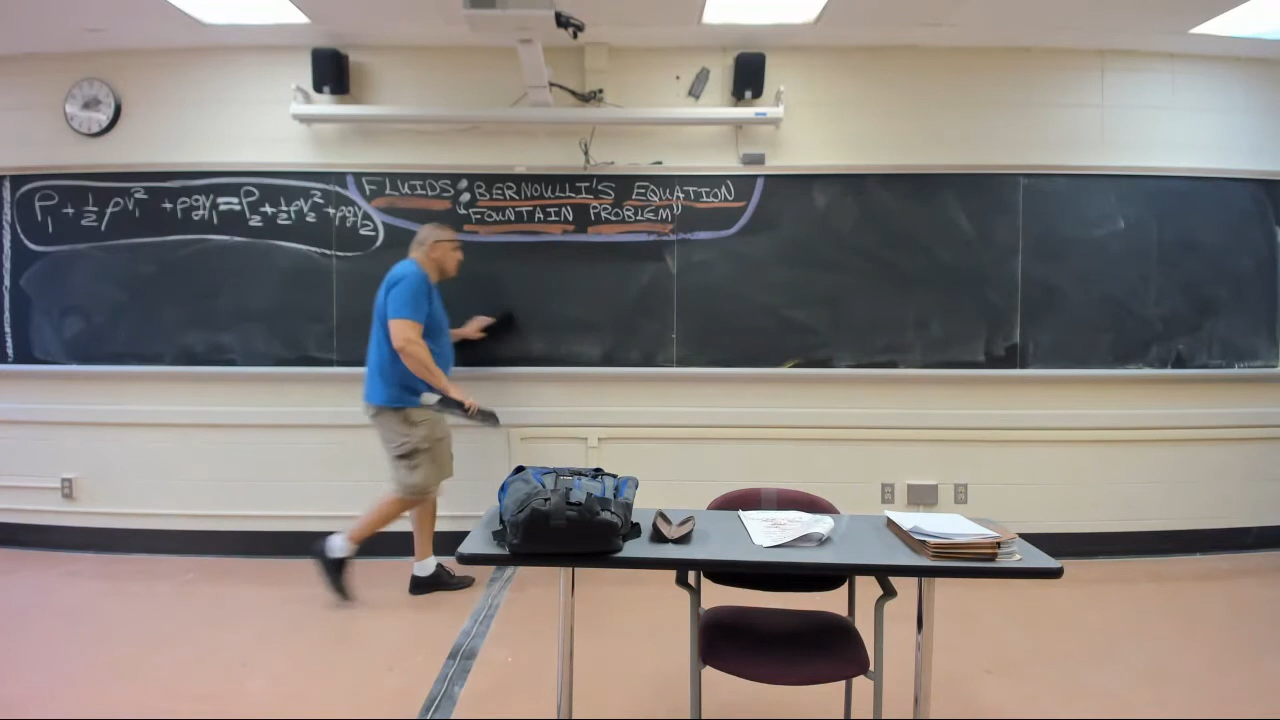 P₁ + ½ρv₁² + ρgy₁ = P₂ + ½ρv₂² + ρgy₂
FLUIDS: BERNOULLI'S EQUATION
"FOUNTAIN PROBLEM"